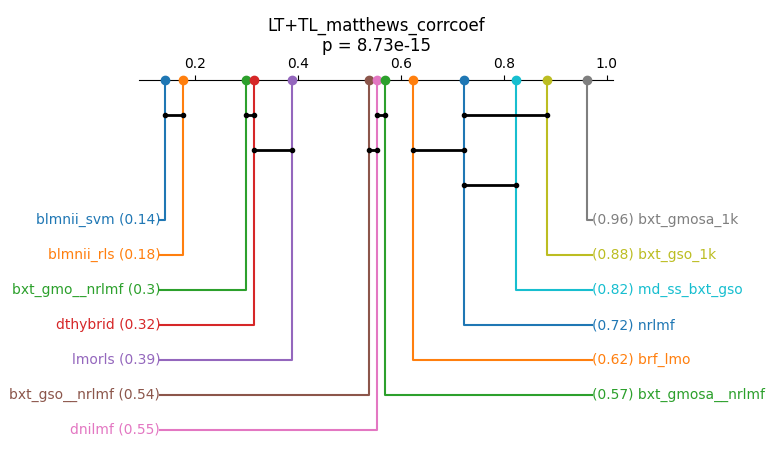 LT+TL_matthews_corrcoef
p = 8.73e-15
0.2 0.4 0.6 0.8 1.0
blmnii_svm (0.14) (0.96) bxt_gmosa_1k
blmnii_rls (0.18) (0.88) bxt_gso_1k
bxt_gmo__nrlmf (0.3) (0.82) md_ss_bxt_gso
dthybrid (0.32) (0.72) nrlmf
lmorls (0.39) (0.62) brf_lmo
bxt_gso__nrlmf (0.54) (0.57) bxt_gmosa__nrlmf
dnilmf (0.55)